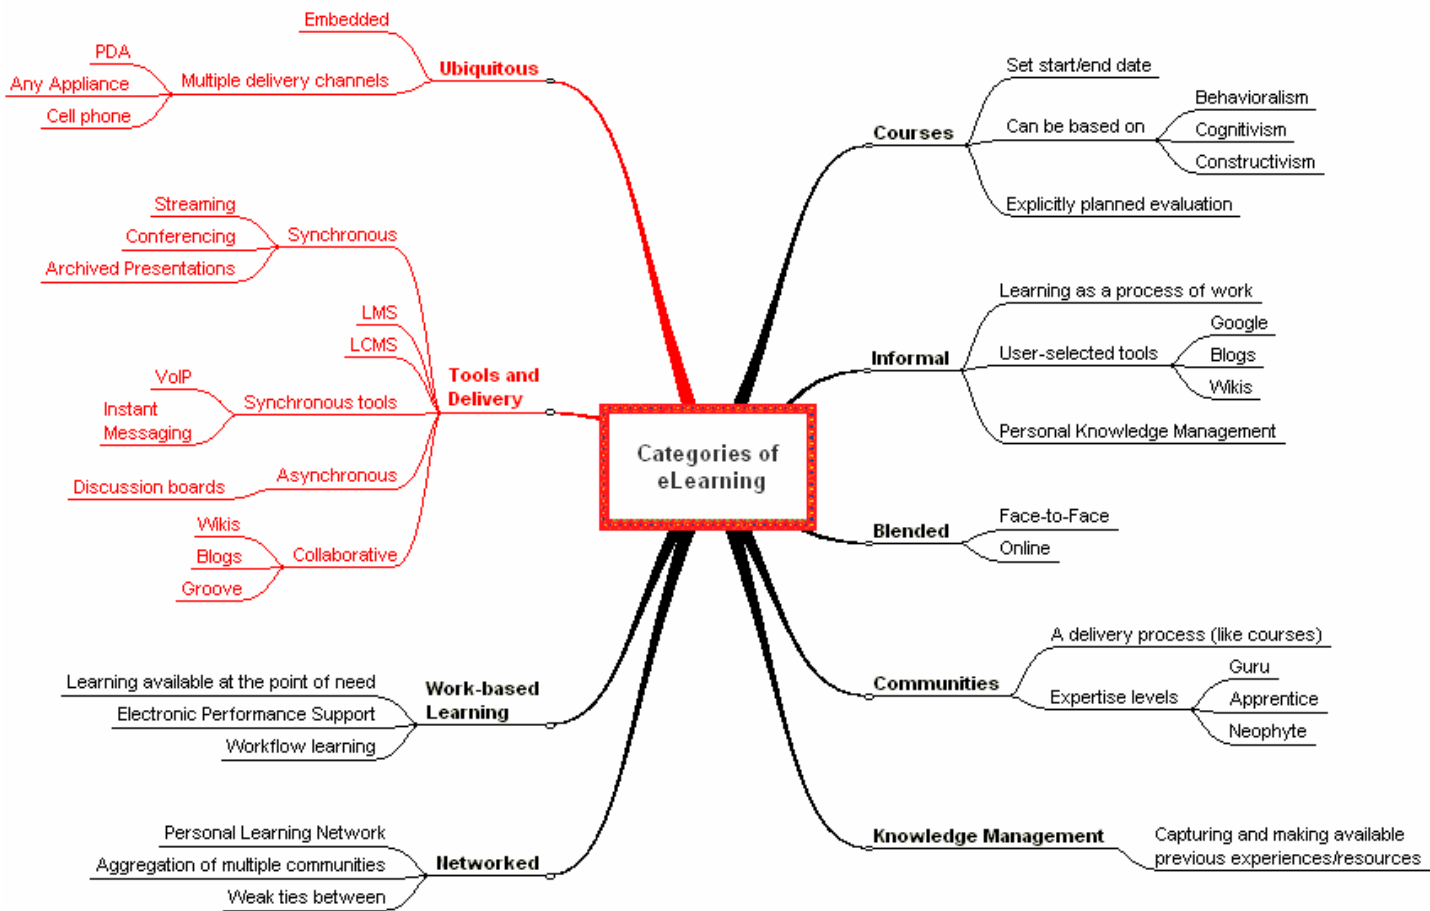 Categories of
eLearning
Ubiquitous
Embedded
Multiple delivery channels
PDA
Any Appliance
Cell phone
Tools and
Delivery
Synchronous
Streaming
Conferencing
Archived Presentations
LMS
LCMS
Synchronous tools
VoIP
Instant
Messaging
Asynchronous
Discussion boards
Collaborative
Wikis
Blogs
Groove
Work-based
Learning
Learning available at the point of need
Electronic Performance Support
Workflow learning
Networked
Personal Learning Network
Aggregation of multiple communities
Weak ties between
Courses
Set start/end date
Can be based on
Behavioralism
Cognitivism
Constructivism
Explicitly planned evaluation
Informal
Learning as a process of work
User-selected tools
Google
Blogs
Wikis
Personal Knowledge Management
Blended
Face-to-Face
Online
Communities
A delivery process (like courses)
Expertise levels
Guru
Apprentice
Neophyte
Knowledge Management
Capturing and making available
previous experiences/resources